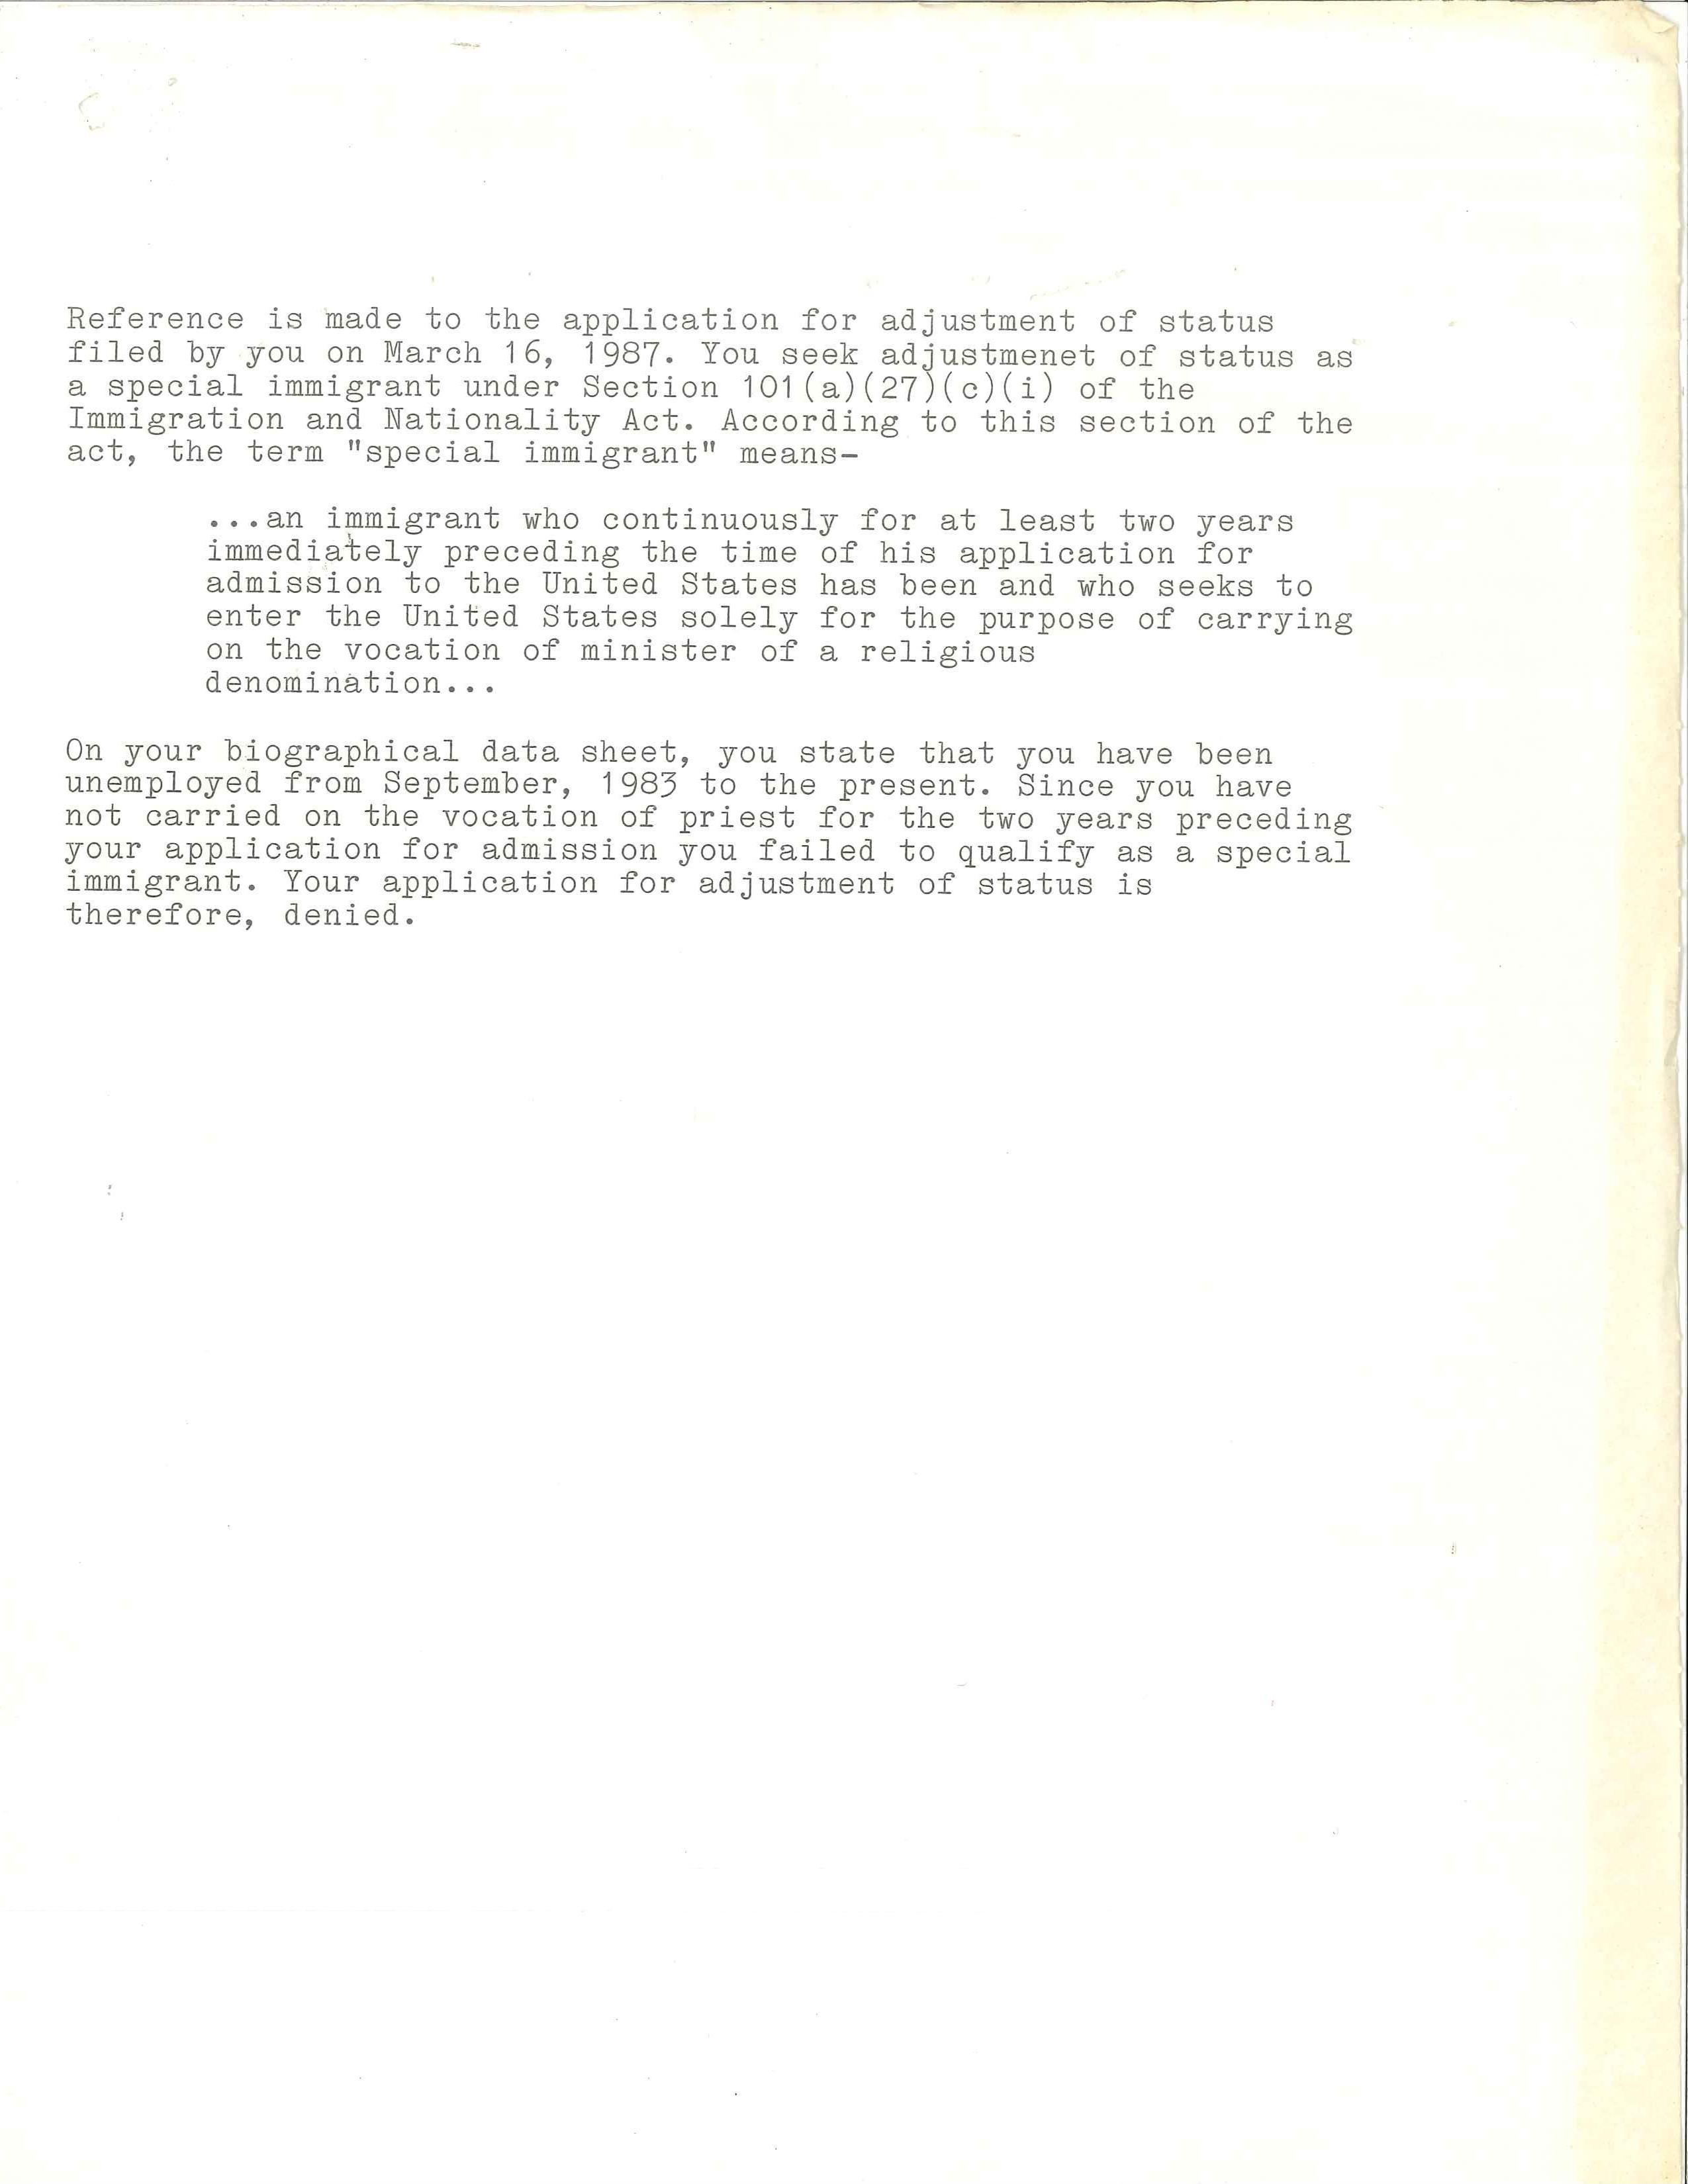 Reference is made to the application for adjustment of status
filed by you on March 16, 1987. You seek adjustmenet of status as
a special immigrant under Section 101(a)(27)(c)(i) of the
Immigration and Nationality Act. According to this section of the
act, the term "special immigrant" means-
...an immigrant who continuously for at least two years
immediately preceding the time of his application for
admission to the United States has been and who seeks to
enter the United States solely for the purpose of carrying
on the vocation of minister of a religious
denomination...
On your biographical data sheet, you state that you have been
unemployed from September, 1983 to the present. Since you have
not carried on the vocation of priest for the two years preceding
your application for admission you failed to qualify as a special
immigrant. Your application for adjustment of status is
therefore, denied.